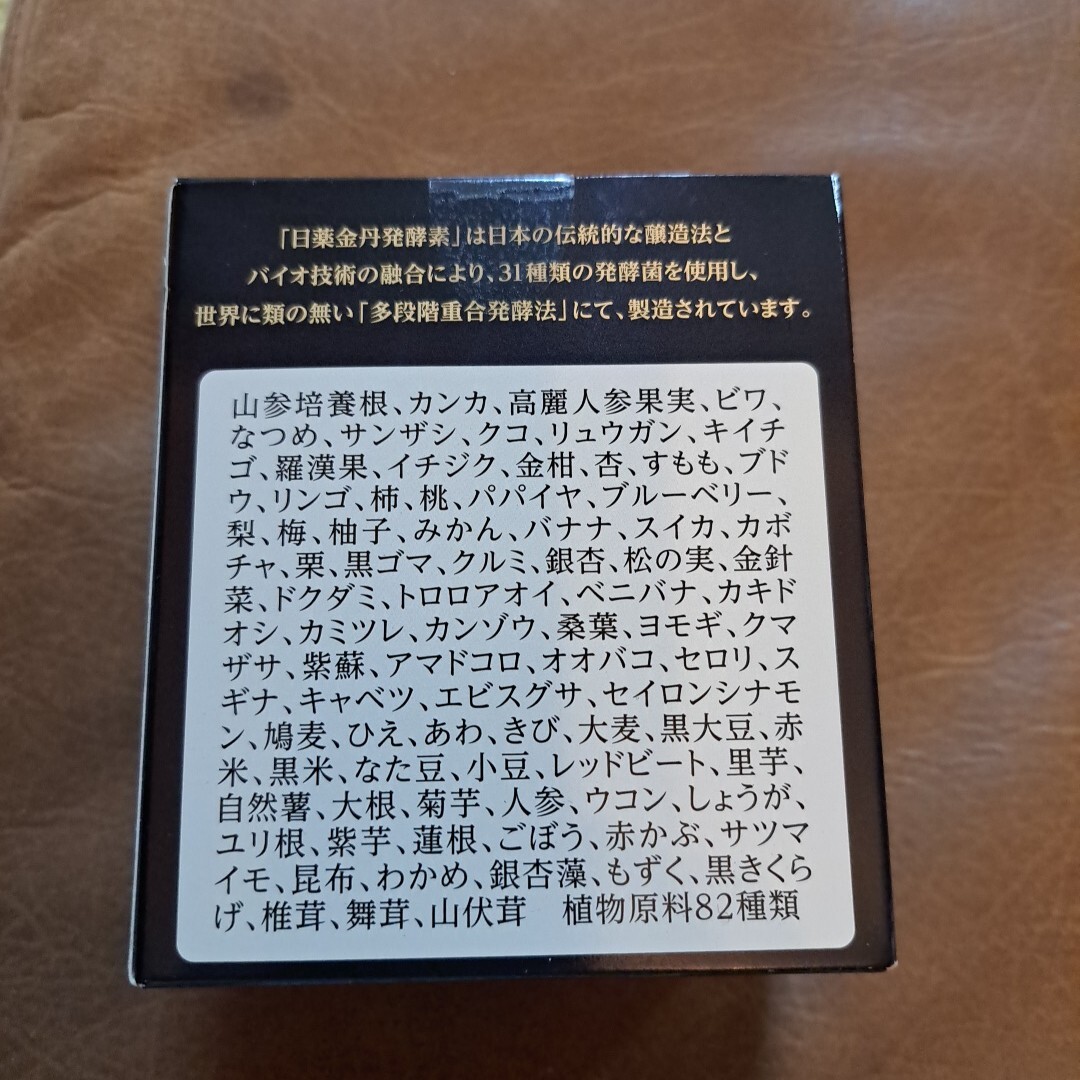 「日薬金丹発酵素」は日本の伝統的な醸造法と
バイオ技術の融合により、31種類の発酵菌を使用し、
世界に類の無い「多段階重合発酵法」にて、製造されています。
山参培養根、カンカ、高麗人参果実、ビワ、
なつめ、サンザシ、クコ、リュウガン、キイチ
ゴ、羅漢果、イチジク、金柑、杏、すもも、ブド
ウ、リンゴ、柿、桃、パパイヤ、ブルーベリー、
梨、梅、柚子、みかん、バナナ、スイカ、カボ
チャ、栗、黒ゴマ、クルミ、銀杏、松の実、金針
菜、ドクダミ、トロロアオイ、ベニバナ、カキド
オシ、カミツレ、カンゾウ、桑葉、ヨモギ、クマ
ザサ、紫蘇、アマドコロ、オオバコ、セロリ、ス
ギナ、キャベツ、エビスグサ、セイロンシナモ
ン、鳩麦、ひえ、あわ、きび、大麦、黒大豆、赤
米、黒米、なた豆、小豆、レッドビート、里芋、
自然薯、大根、菊芋、人参、ウコン、しょうが、
ユリ根、紫芋、蓮根、ごぼう、赤かぶ、サツマ
イモ、昆布、わかめ、銀杏藻、もずく、黒きくら
げ、椎茸、舞茸、山伏茸　植物原料82種類